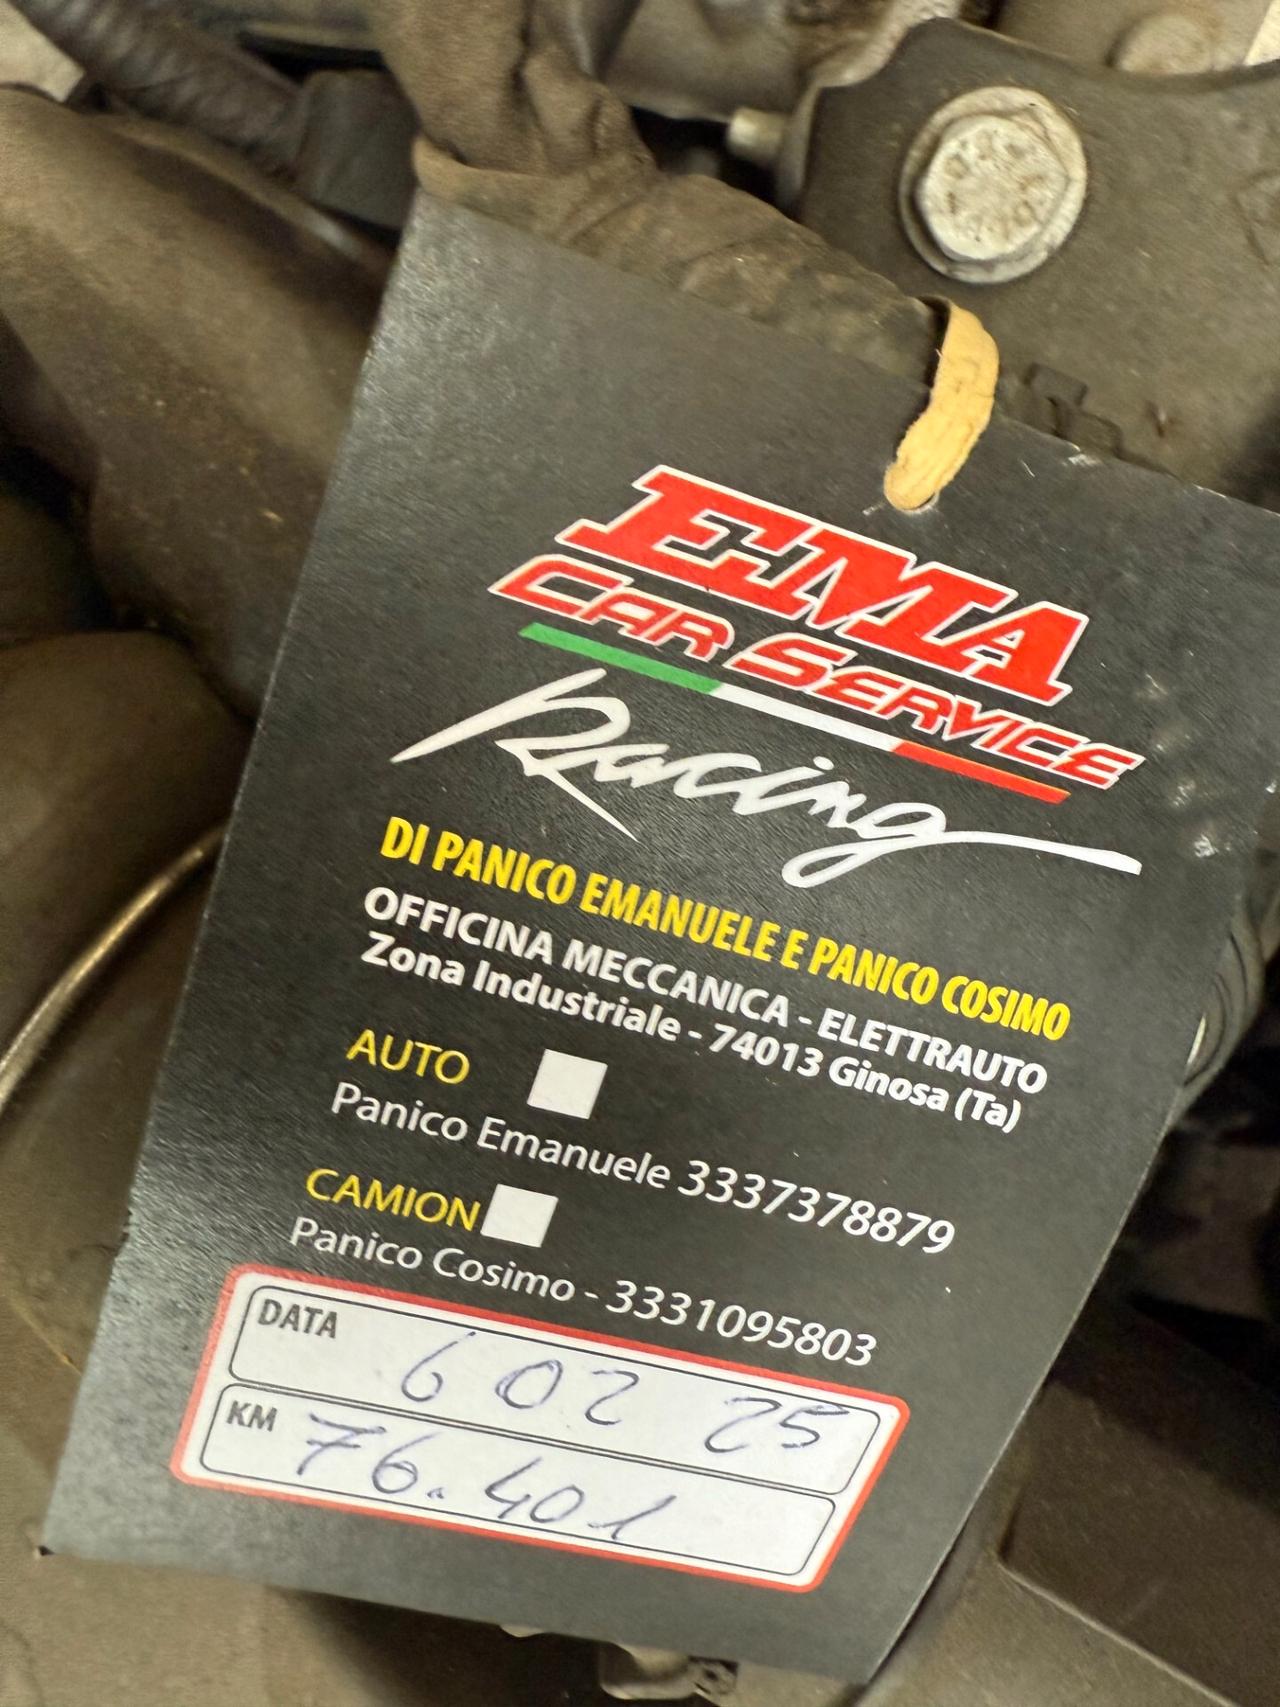 EMA
CAR SERVICE
Racing
DI PANICO EMANUELE E PANICO COSIMO
OFFICINA MECCANICA - ELETTRAUTO
Zona Industriale - 74013 Ginosa (Ta)
AUTO
Panico Emanuele 3337378879
CAMION
Panico Cosimo - 3331095803
DATA 6 02 25
KM 76.401